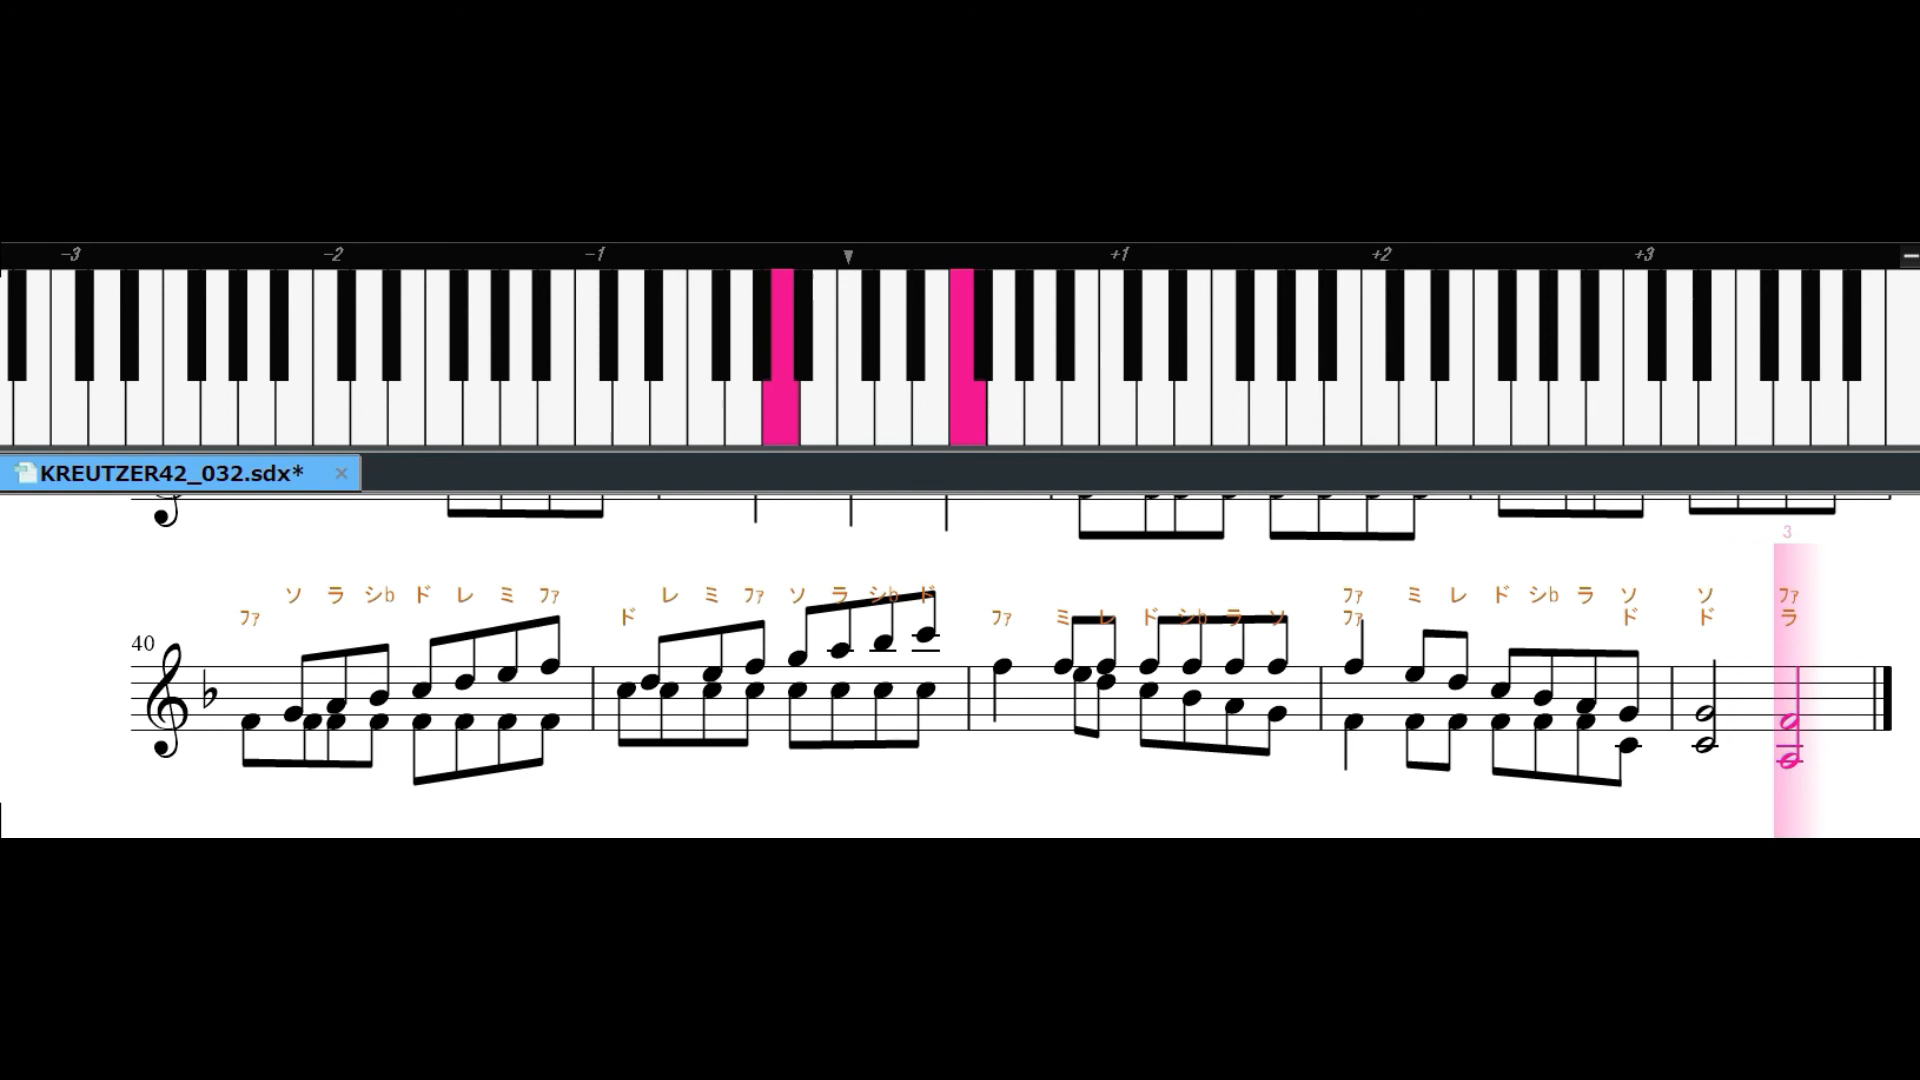 -3 -2 -1 +1 +2 +3
KREUTZER42_032.sdx* ×
3
ソ ラ シb ド レ ミ ファ レ ミ ファ ソ ラ シb ド ファ ミ レ ド シb ラ ソ ソ ファ
ファ ド ファ ミ レ ド シb ラ ソ ファ ド ド ラ
40